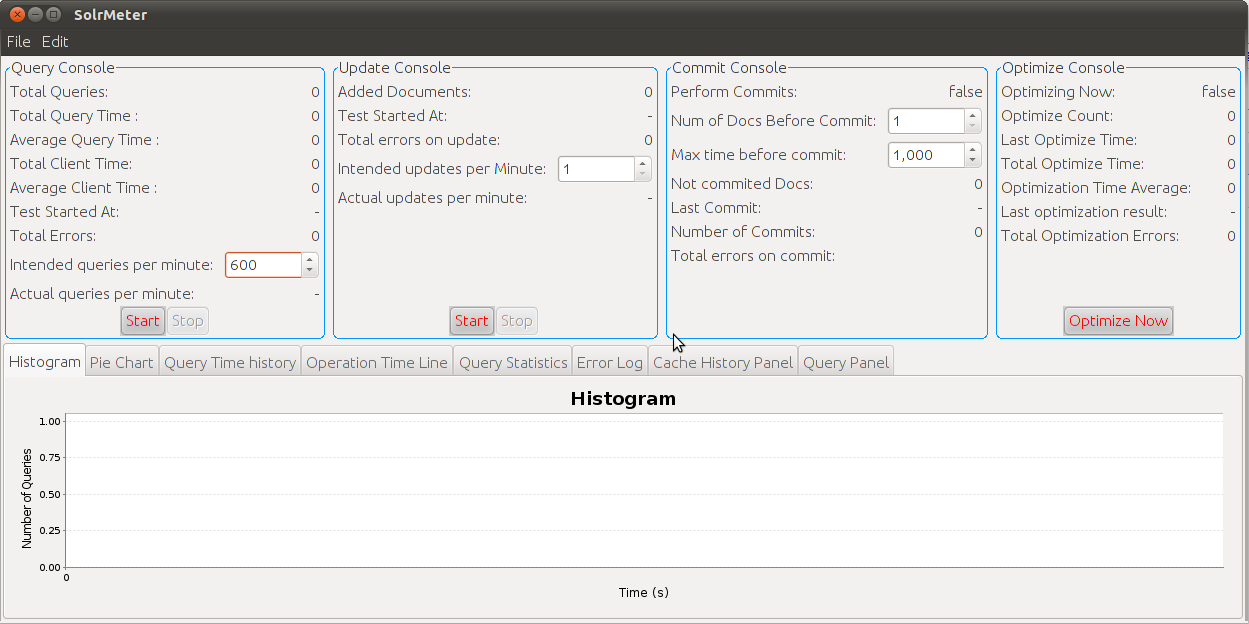 SolrMeter
File Edit
Query Console
Total Queries: 0
Total Query Time : 0
Average Query Time : 0
Total Client Time: 0
Average Client Time : 0
Test Started At: -
Total Errors: 0
Intended queries per minute: 600
Actual queries per minute: -
Start Stop
Update Console
Added Documents: 0
Test Started At: -
Total errors on update: 0
Intended updates per Minute: 1
Actual updates per minute: -
Start Stop
Commit Console
Perform Commits: false
Num of Docs Before Commit: 1
Max time before commit: 1,000
Not commited Docs: 0
Last Commit: -
Number of Commits: 0
Total errors on commit:
Optimize Console
Optimizing Now: false
Optimize Count: 0
Last Optimize Time: 0
Total Optimize Time: 0
Optimization Time Average: 0
Last optimization result: -
Total Optimization Errors: 0
Optimize Now
Histogram Pie Chart Query Time history Operation Time Line Query Statistics Error Log Cache History Panel Query Panel
Histogram
Number of Queries
1.00
0.75
0.50
0.25
0.00
0
Time (s)